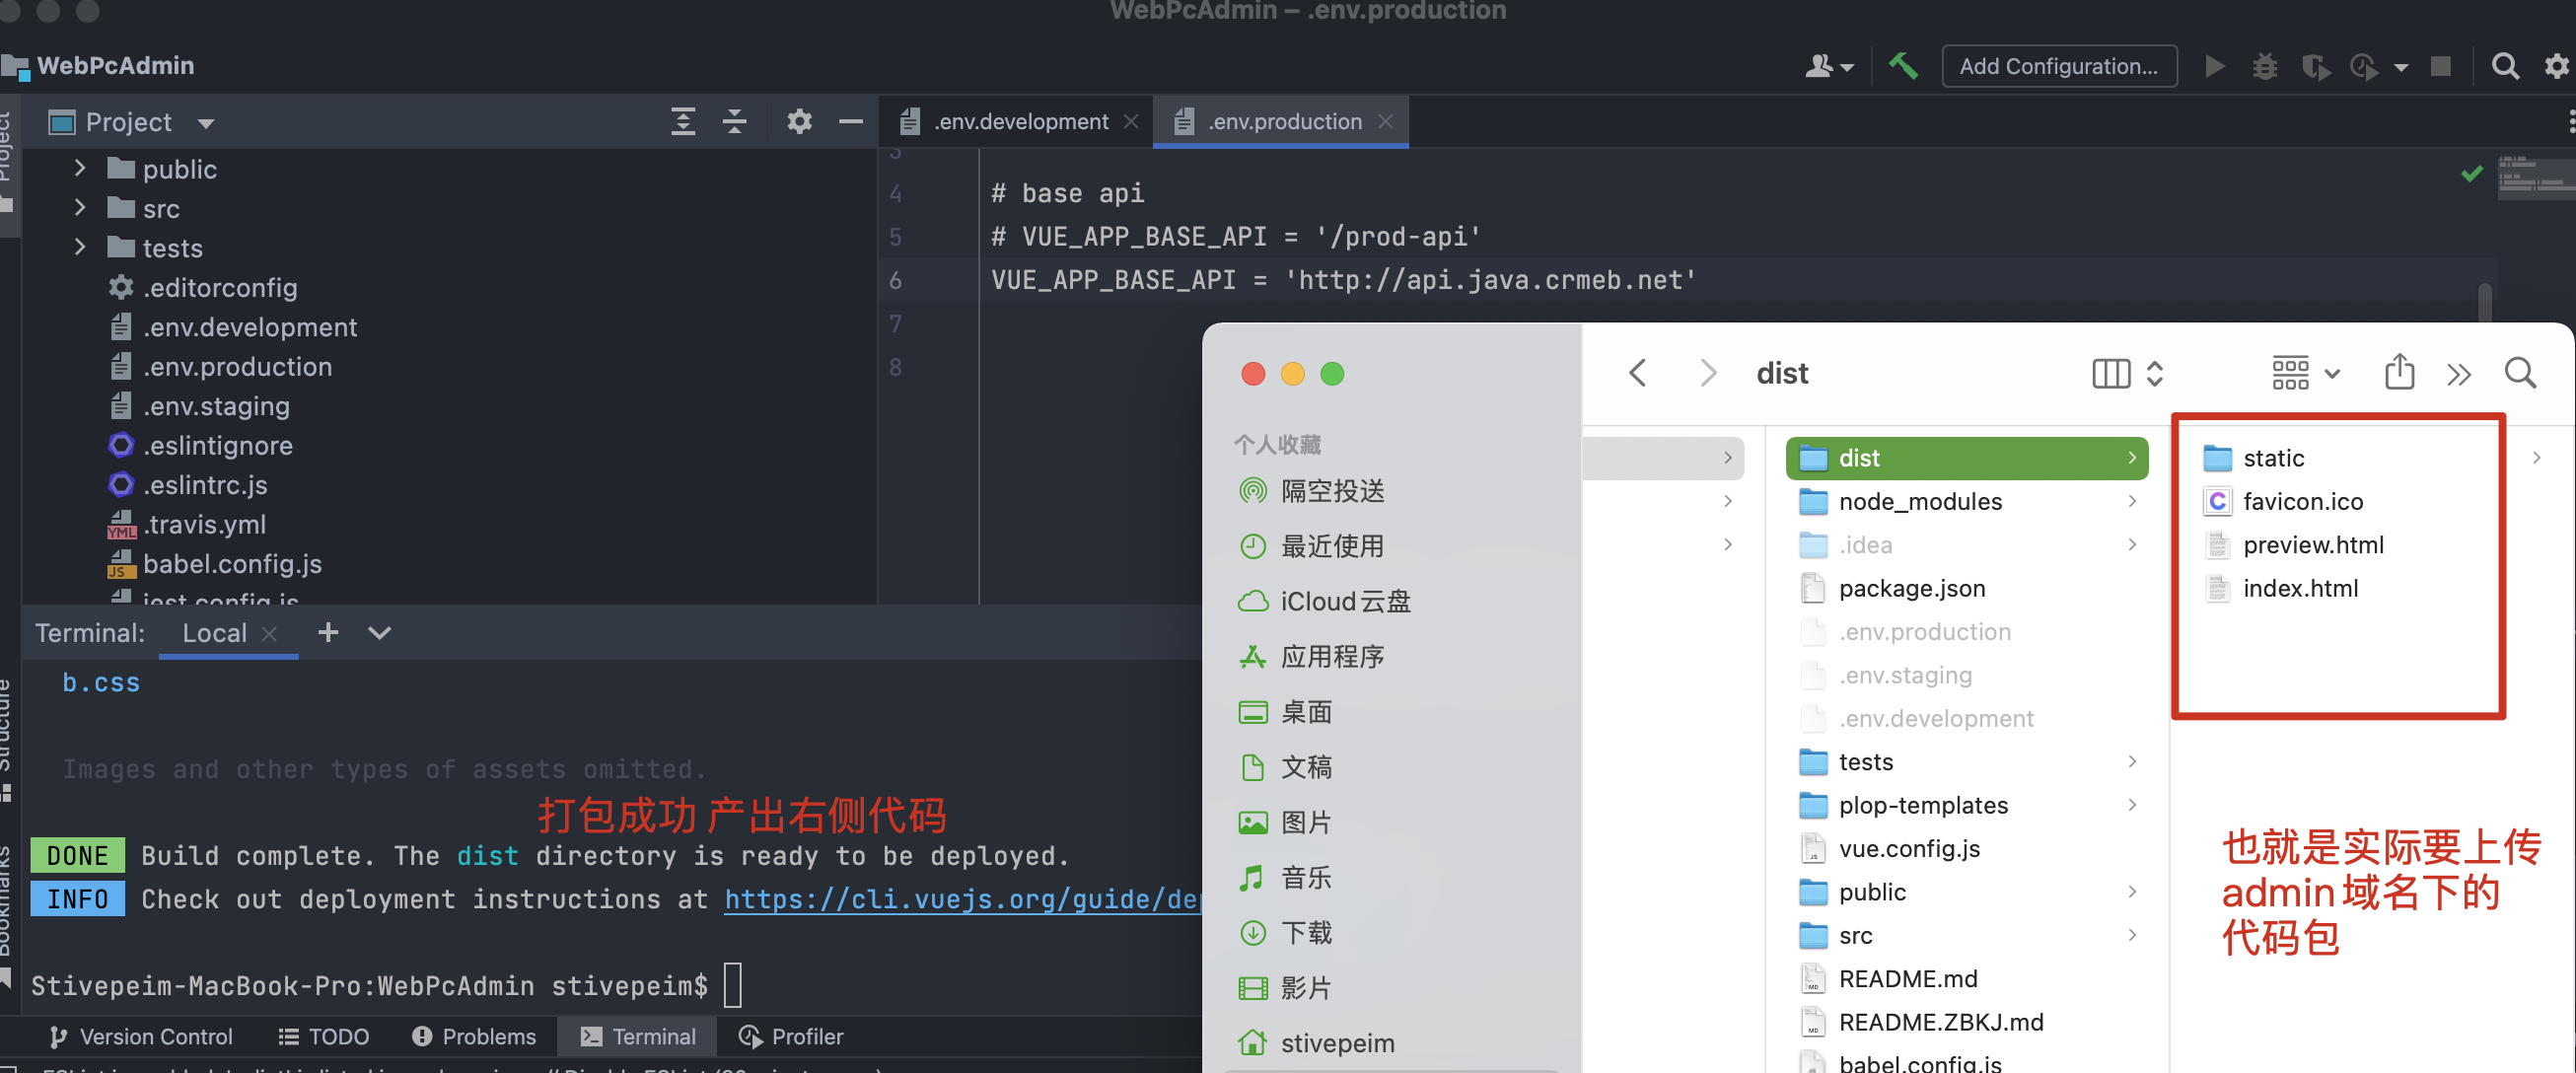 WebPcAdmin – .env.production
WebPcAdmin
Add Configuration...
Project
Project
.env.development
.env.production
public
src
tests
.editorconfig
.env.development
.env.production
.env.staging
.eslintignore
.eslintrc.js
.travis.yml
babel.config.js
jest.config.js
3
4 # base api
5 # VUE_APP_BASE_API = '/prod-api'
6 VUE_APP_BASE_API = 'http://api.java.crmeb.net'
7
8
Terminal: Local
b.css
Images and other types of assets omitted.
打包成功 产出右侧代码
DONE Build complete. The dist directory is ready to be deployed.
INFO Check out deployment instructions at https://cli.vuejs.org/guide/de
Stivepeim-MacBook-Pro:WebPcAdmin stivepeim$
Structure
Bookmarks
Version Control
TODO
Problems
Terminal
Profiler
dist
个人收藏
隔空投送
最近使用
iCloud云盘
应用程序
桌面
文稿
图片
音乐
下载
影片
stivepeim
dist
node_modules
.idea
package.json
.env.production
.env.staging
.env.development
tests
plop-templates
vue.config.js
public
src
README.md
README.ZBKJ.md
babel.config.js
static
favicon.ico
preview.html
index.html
也就是实际要上传
admin域名下的
代码包